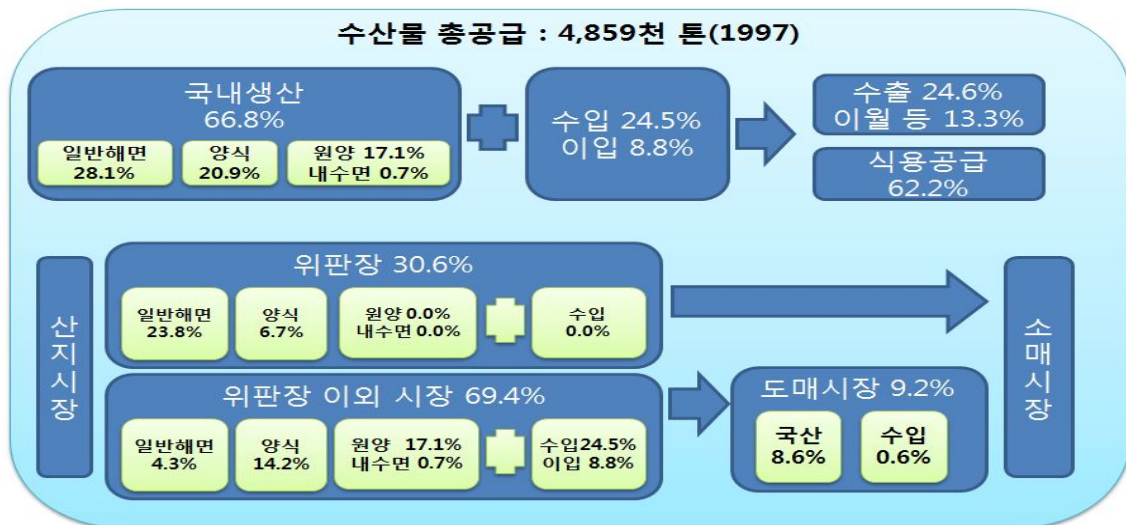 수산물 총공급 : 4,859천 톤(1997)
국내생산
66.8%
일반해면
28.1%
양식
20.9%
원양 17.1%
내수면 0.7%
수입 24.5%
이입 8.8%
수출 24.6%
이월 등 13.3%
식용공급
62.2%
산지시장
위판장 30.6%
일반해면
23.8%
양식
6.7%
원양 0.0%
내수면 0.0%
수입
0.0%
위판장 이외 시장 69.4%
일반해면
4.3%
양식
14.2%
원양 17.1%
내수면 0.7%
수입24.5%
이입 8.8%
도매시장 9.2%
국산
8.6%
수입
0.6%
소매시장